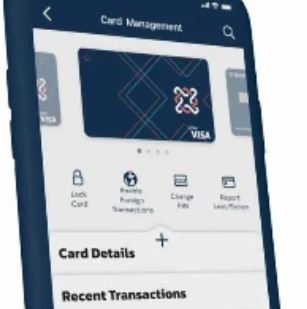 Card Management
VISA
VISA
Lock
Card
Enable
Foreign
Transactions
Change
PIN
Report
Lost/Stolen
Card Details
Recent Transactions